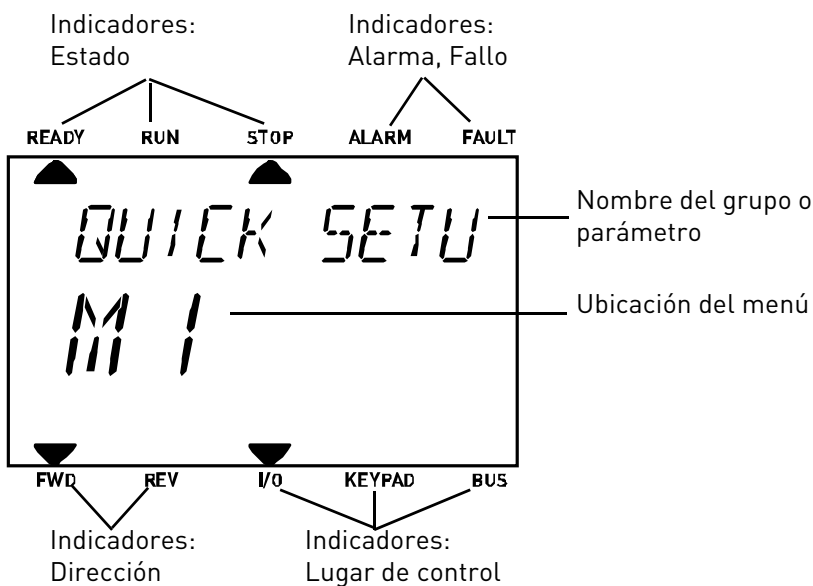 Indicadores:
Estado
Indicadores:
Alarma, Fallo
READY RUN STOP ALARM FAULT
QUICK SETU
Nombre del grupo o
parámetro
M 1
Ubicación del menú
FWD REV I/O KEYPAD BUS
Indicadores:
Dirección
Indicadores:
Lugar de control